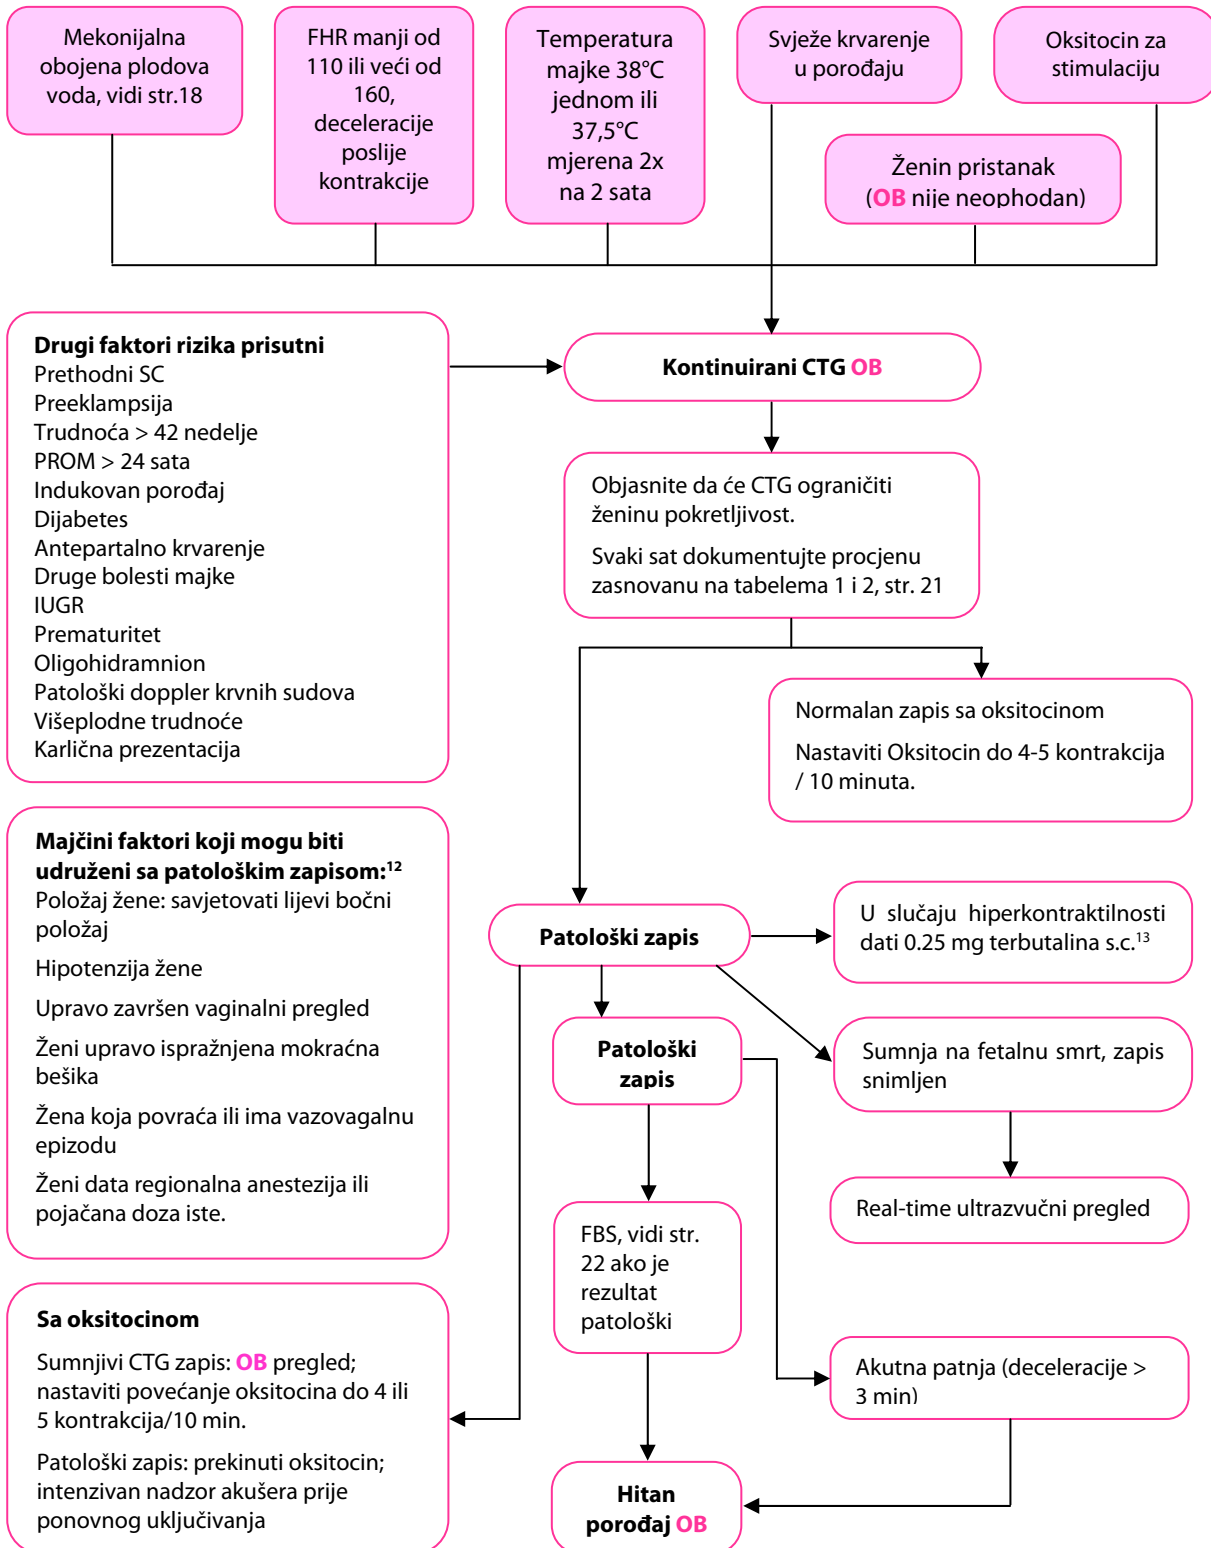 Mekonijalna
obojena plodova
voda, vidi str.18
FHR manji od
110 ili veći od
160,
deceleracije
poslije
kontrakcije
Temperatura
majke 38°C
jednom ili
37,5°C
mjerena 2x
na 2 sata
Svježe krvarenje
u porođaju
Oksitocin za
stimulaciju
Ženin pristanak
(OB nije neophodan)
Drugi faktori rizika prisutni
Prethodni SC
Preeklampsija
Trudnoća > 42 nedelje
PROM > 24 sata
Indukovan porođaj
Dijabetes
Antepartalno krvarenje
Druge bolesti majke
IUGR
Prematuritet
Oligohidramnion
Patološki doppler krvnih sudova
Višeplodne trudnoće
Karlična prezentacija
Kontinuirani CTG OB
Objasnite da će CTG ograničiti
ženinu pokretljivost.
Svaki sat dokumentujte procjenu
zasnovanu na tabelema 1 i 2, str. 21
Normalan zapis sa oksitocinom
Nastaviti Oksitocin do 4-5 kontrakcija
/ 10 minuta.
Majčini faktori koji mogu biti
udruženi sa patološkim zapisom:12
Položaj žene: savjetovati lijevi bočni
položaj
Hipotenzija žene
Upravo završen vaginalni pregled
Ženi upravo ispražnjena mokraćna
bešika
Žena koja povraća ili ima vazovagalnu
epizodu
Ženi data regionalna anestezija ili
pojačana doza iste.
Patološki zapis
U slučaju hiperkontraktilnosti
dati 0.25 mg terbutalina s.c.13
Patološki
zapis
Sumnja na fetalnu smrt, zapis
snimljen
Real-time ultrazvučni pregled
FBS, vidi str.
22 ako je
rezultat
patološki
Akutna patnja (deceleracije >
3 min)
Sa oksitocinom
Sumnjivi CTG zapis: OB pregled;
nastaviti povećanje oksitocina do 4 ili
5 kontrakcija/10 min.
Patološki zapis: prekinuti oksitocin;
intenzivan nadzor akušera prije
ponovnog uključivanja
Hitan
porođaj OB